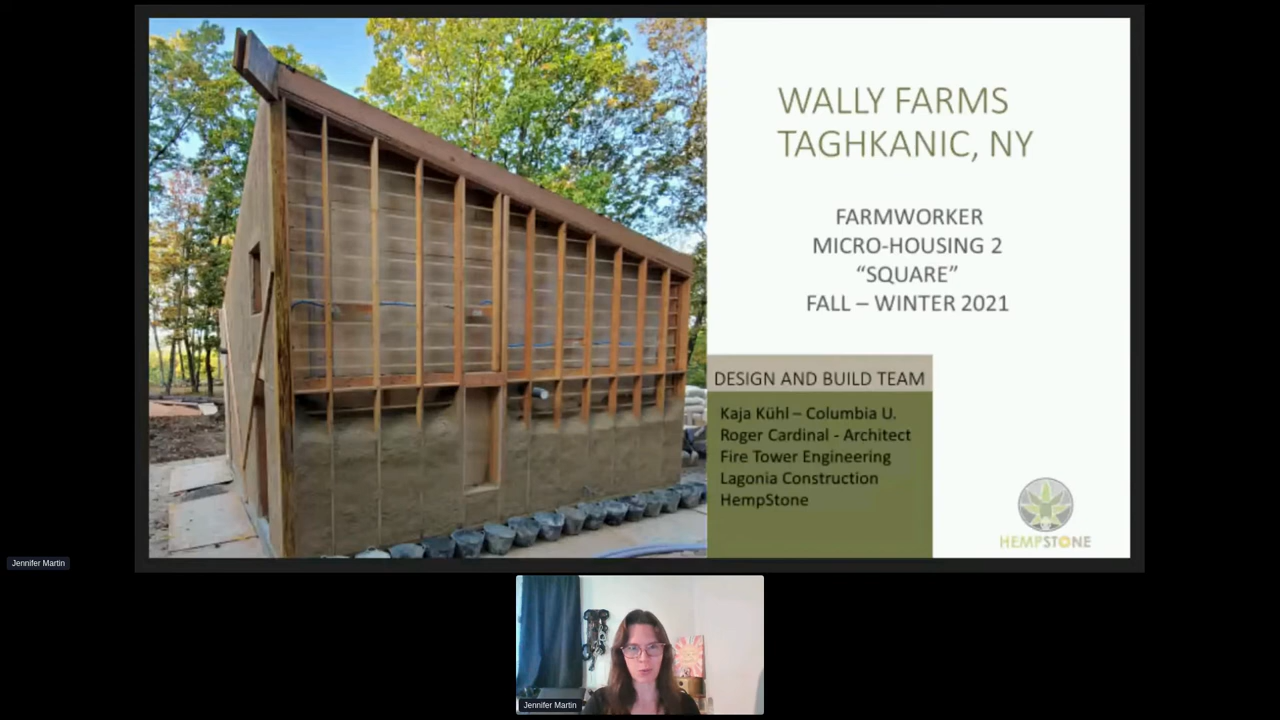 WALLY FARMS
TAGHKANIC, NY
FARMWORKER
MICRO-HOUSING 2
“SQUARE”
FALL – WINTER 2021
DESIGN AND BUILD TEAM
Kaja Kühl – Columbia U.
Roger Cardinal - Architect
Fire Tower Engineering
Lagonia Construction
HempStone
HEMPSTONE
Jennifer Martin
Jennifer Martin